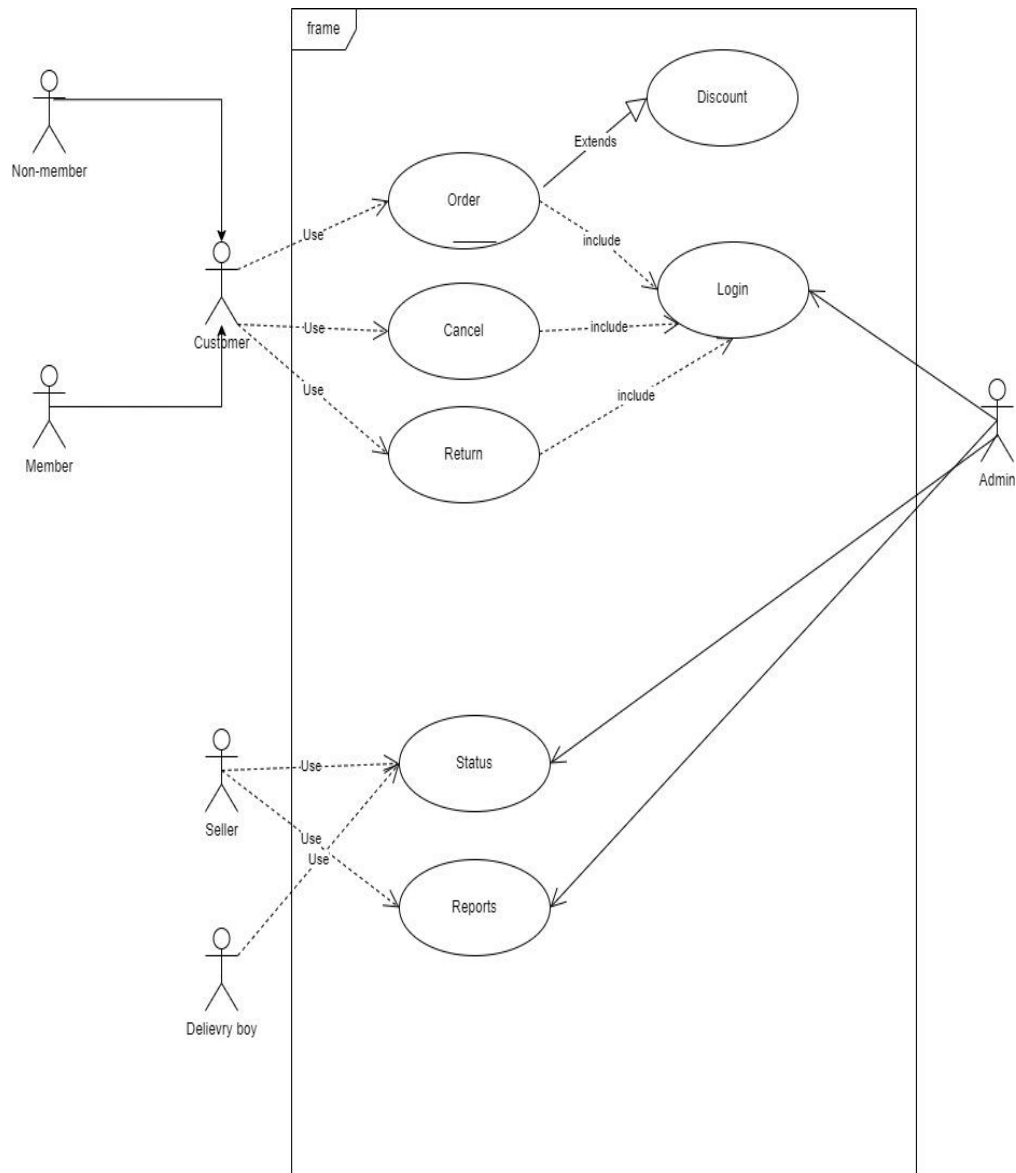 frame
Discount
Non-member
Extends
Order
Use
include
Login
Customer
Use
Cancel
include
Use
include
Return
Member
Admin
Use
Status
Seller
Use
Use
Reports
Delievry boy